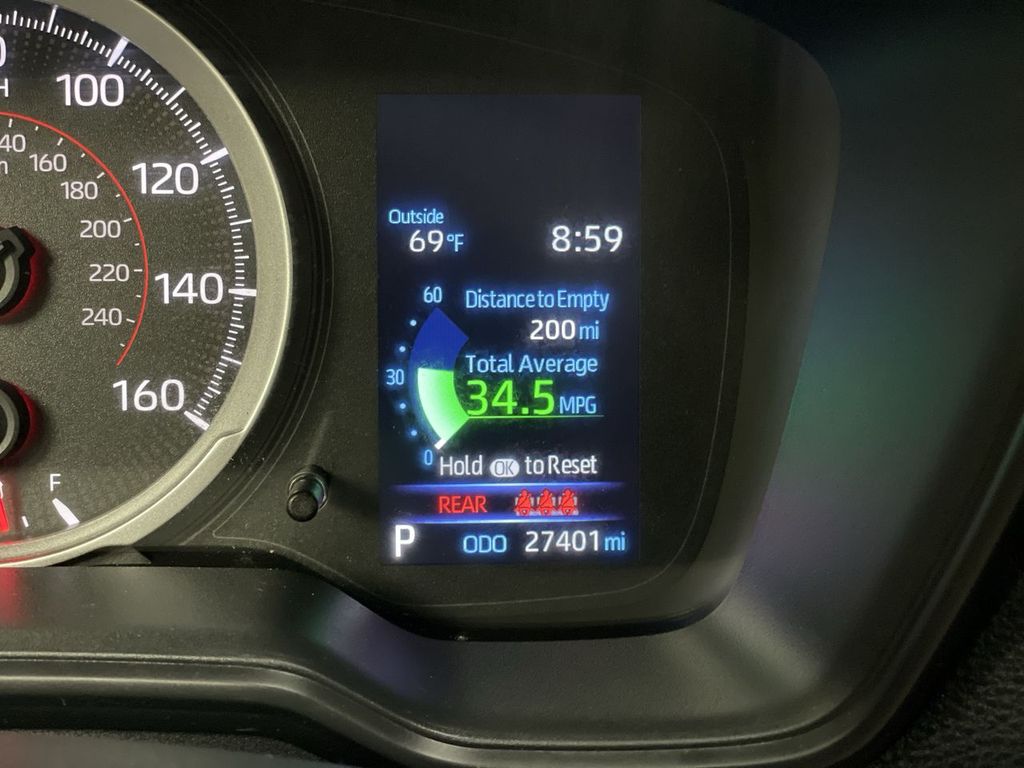 100
120
140
160
160
180
200
220
240
F
Outside
69°F 8:59
60
Distance to Empty
200 mi
Total Average
30
34.5 MPG
0
Hold OK to Reset
REAR
P ODO 27401 mi